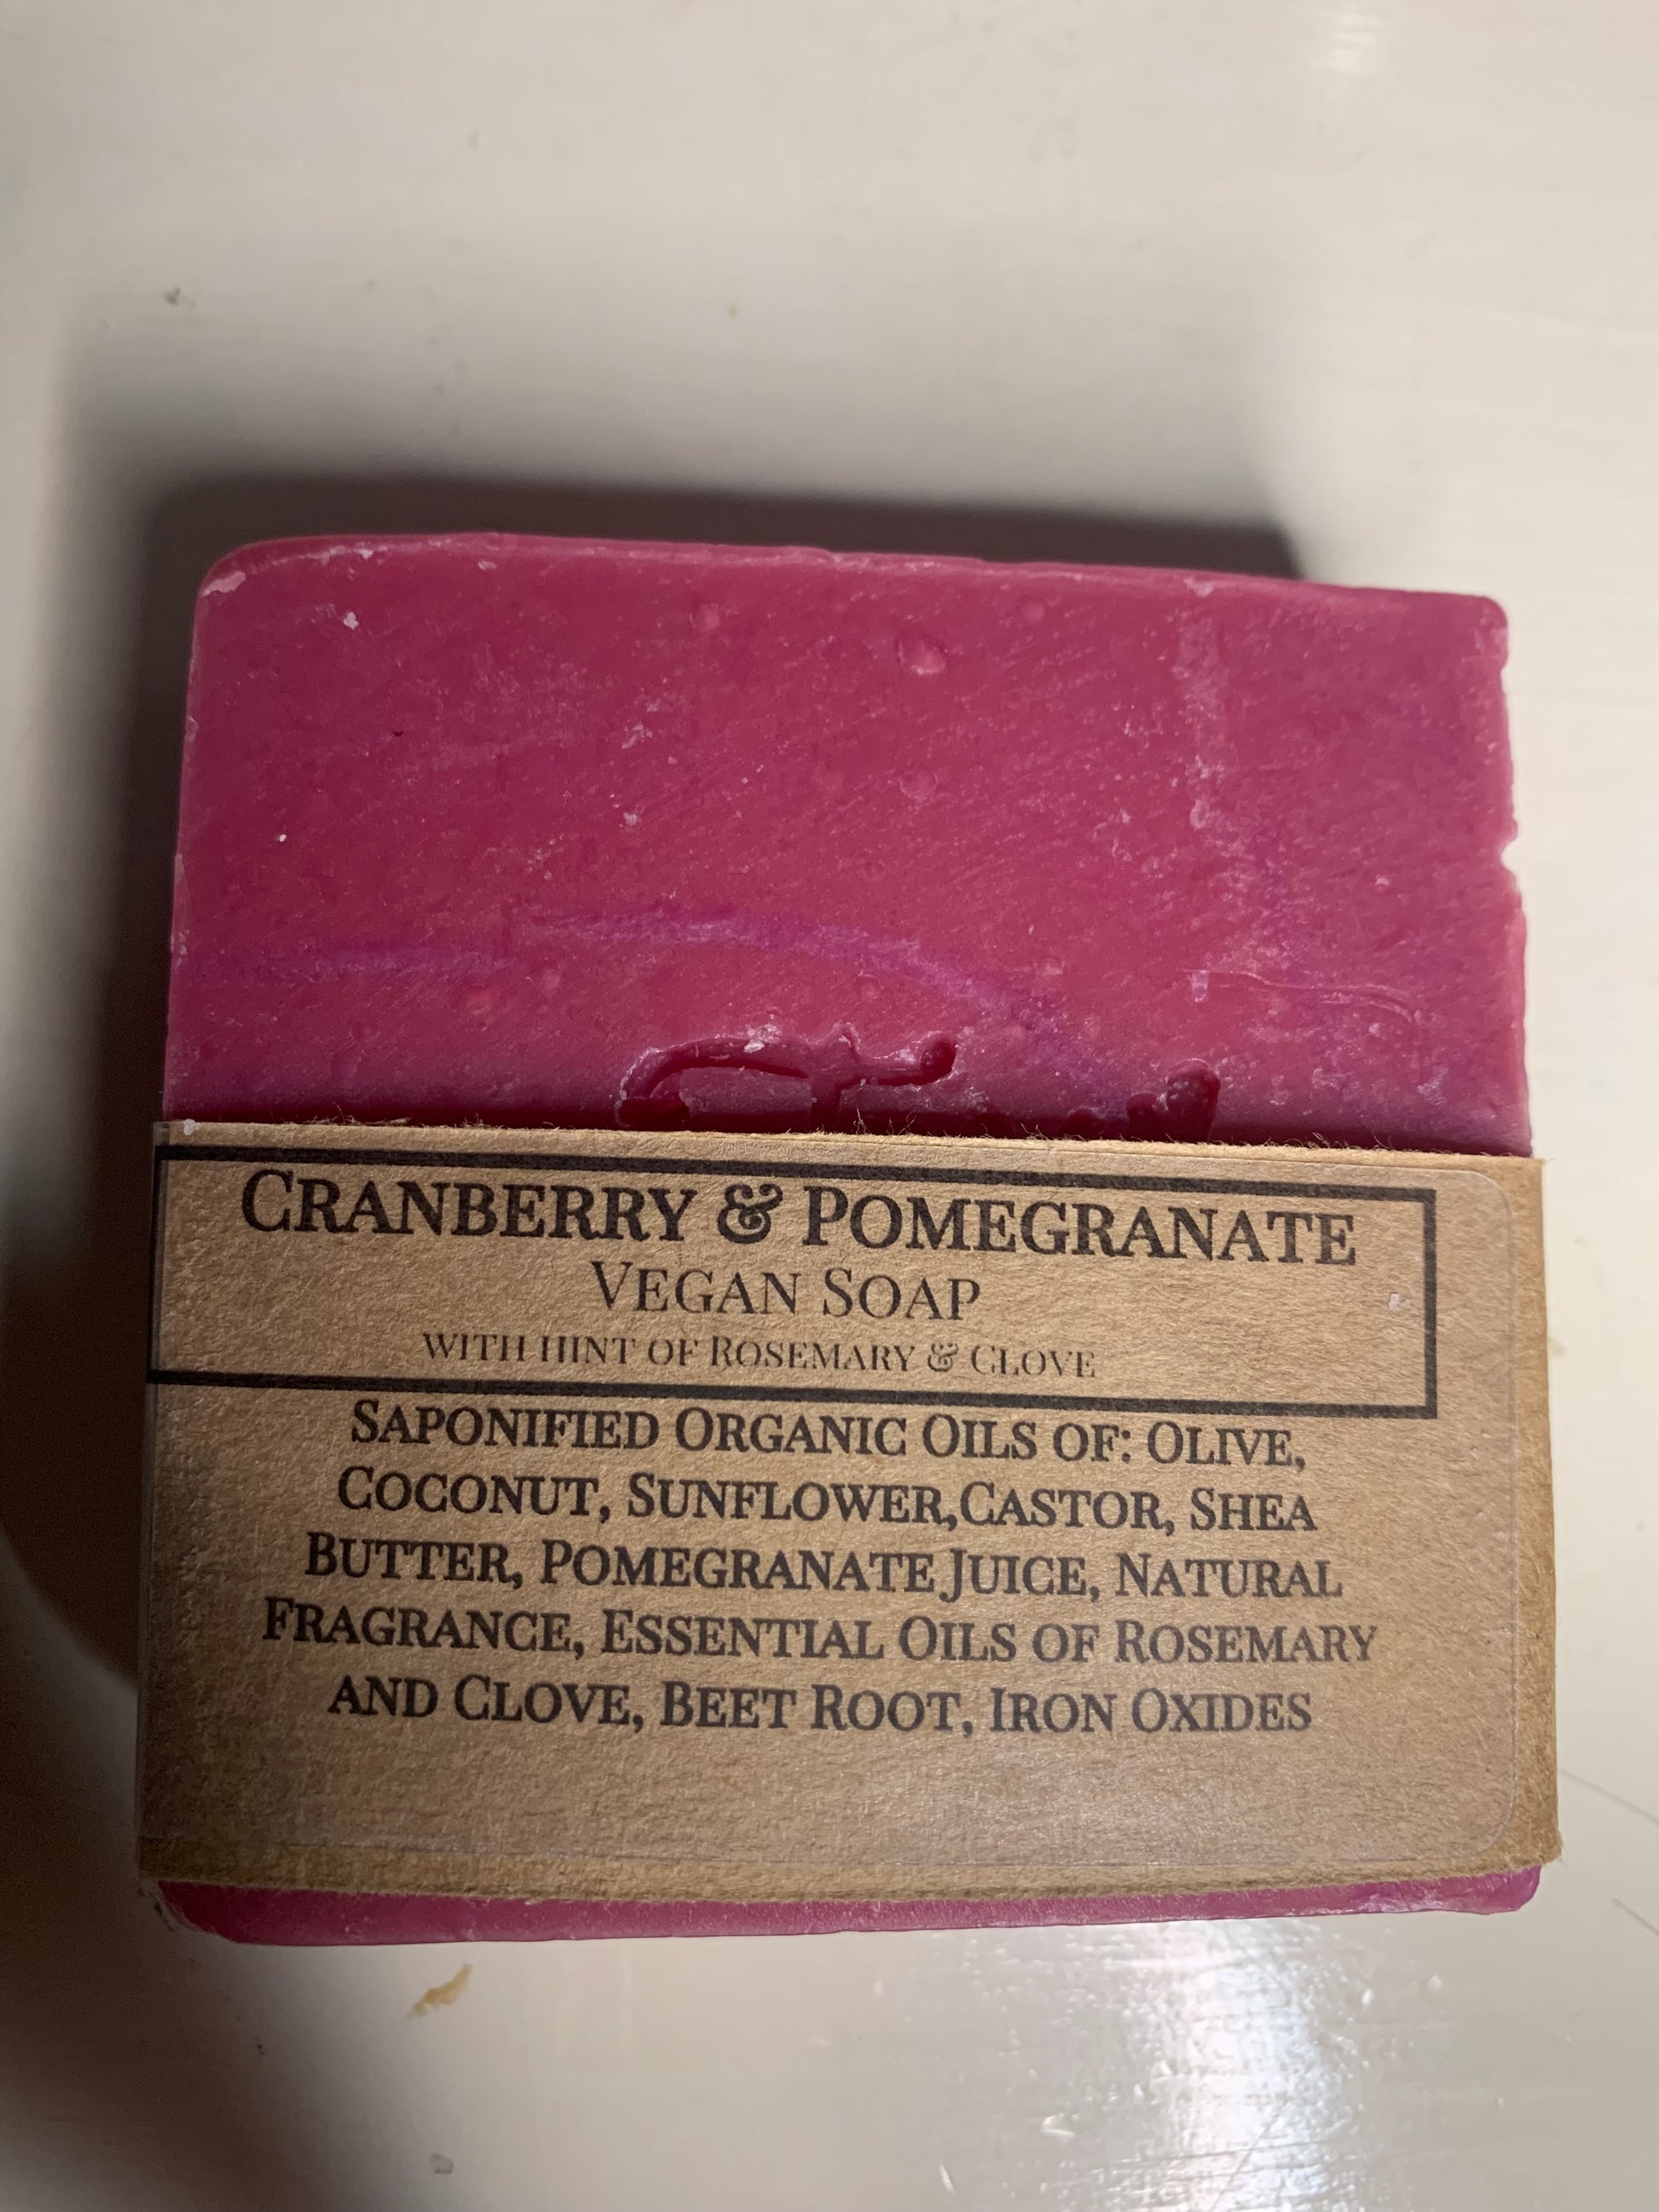 Cranberry & Pomegranate
Vegan Soap
with hint of Rosemary & Clove
Saponified Organic Oils of: Olive,
Coconut, Sunflower,Castor, Shea
Butter, Pomegranate Juice, Natural
Fragrance, Essential Oils of Rosemary
and Clove, Beet Root, Iron Oxides